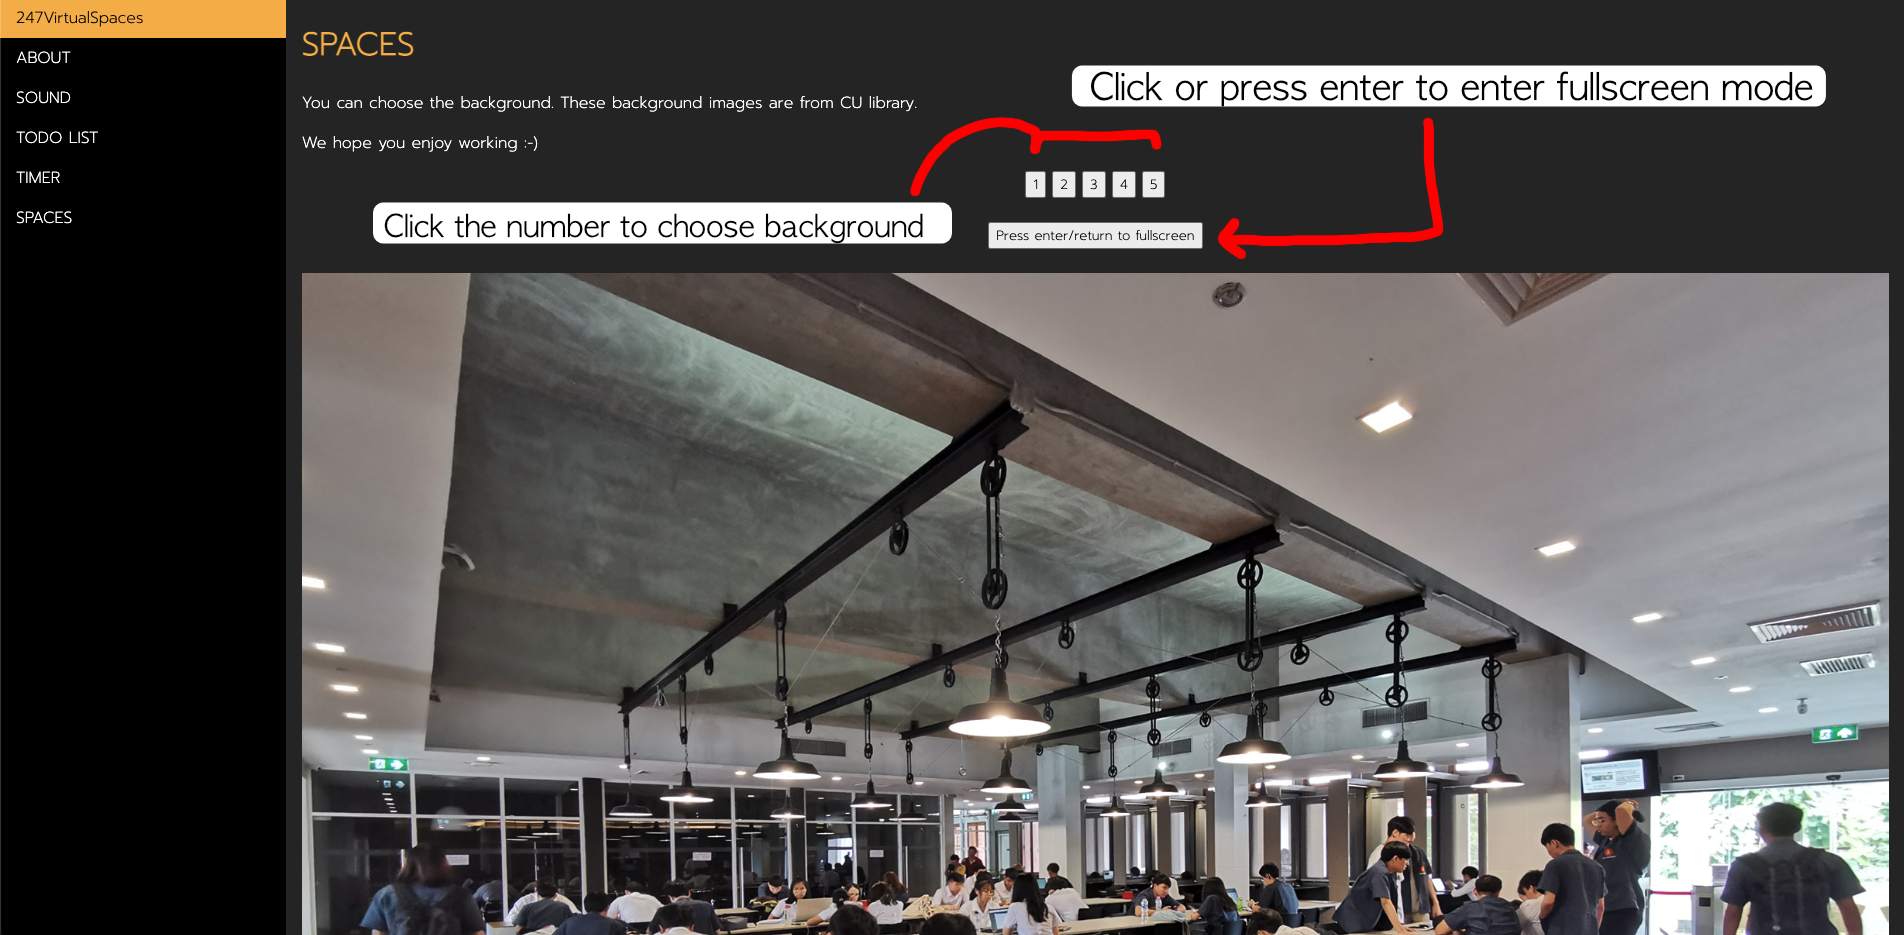 247VirtualSpaces
ABOUT
SOUND
TODO LIST
TIMER
SPACES
SPACES
You can choose the background. These background images are from CU library.
We hope you enjoy working :-)
Click or press enter to enter fullscreen mode
1 2 3 4 5
Click the number to choose background
Press enter/return to fullscreen